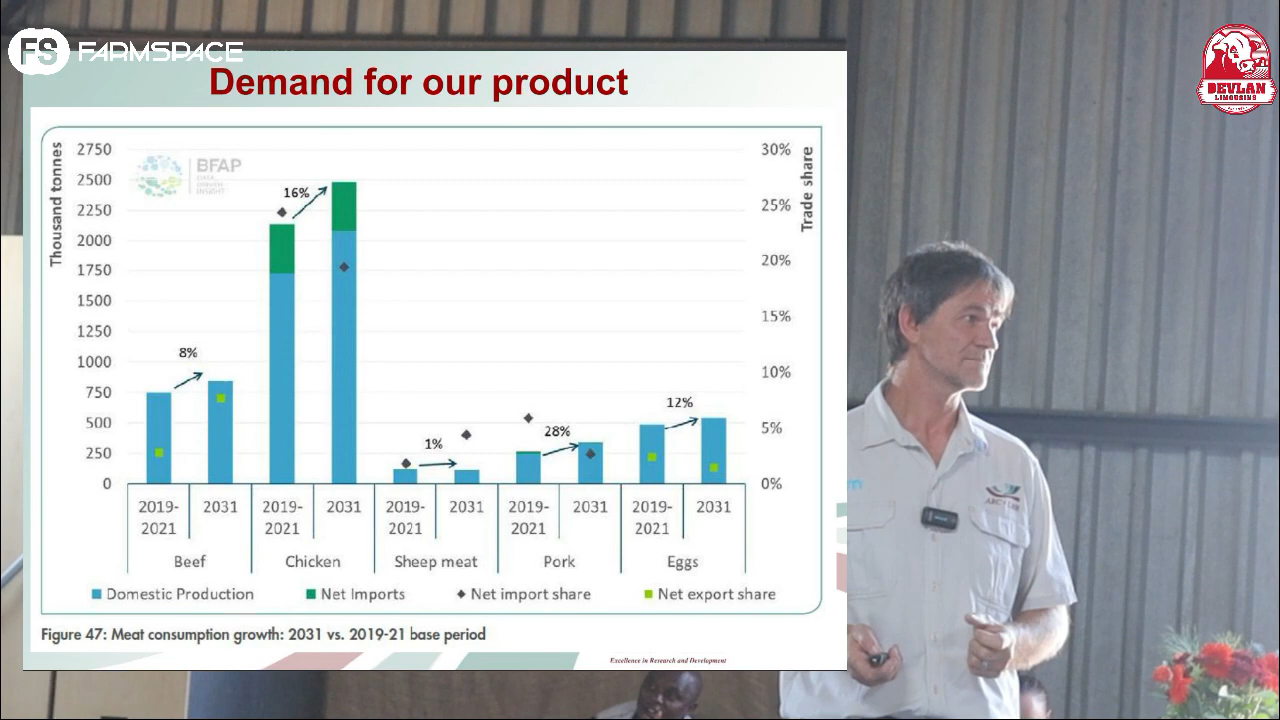 FS FARMSPACE
DEVLAN
LIMOUSINS
Demand for our product
Thousand tonnes
Trade share
BFAP
2750
2500
2250
2000
1750
1500
1250
1000
750
500
250
0
30%
25%
20%
15%
10%
5%
0%
8%
16%
1%
28%
12%
2019-2021 2031 2019-2021 2031 2019-2021 2031 2019-2021 2031 2019-2021 2031
Beef Chicken Sheep meat Pork Eggs
Domestic Production Net Imports Net import share Net export share
Figure 47: Meat consumption growth: 2031 vs. 2019-21 base period
Excellence in Research and Development